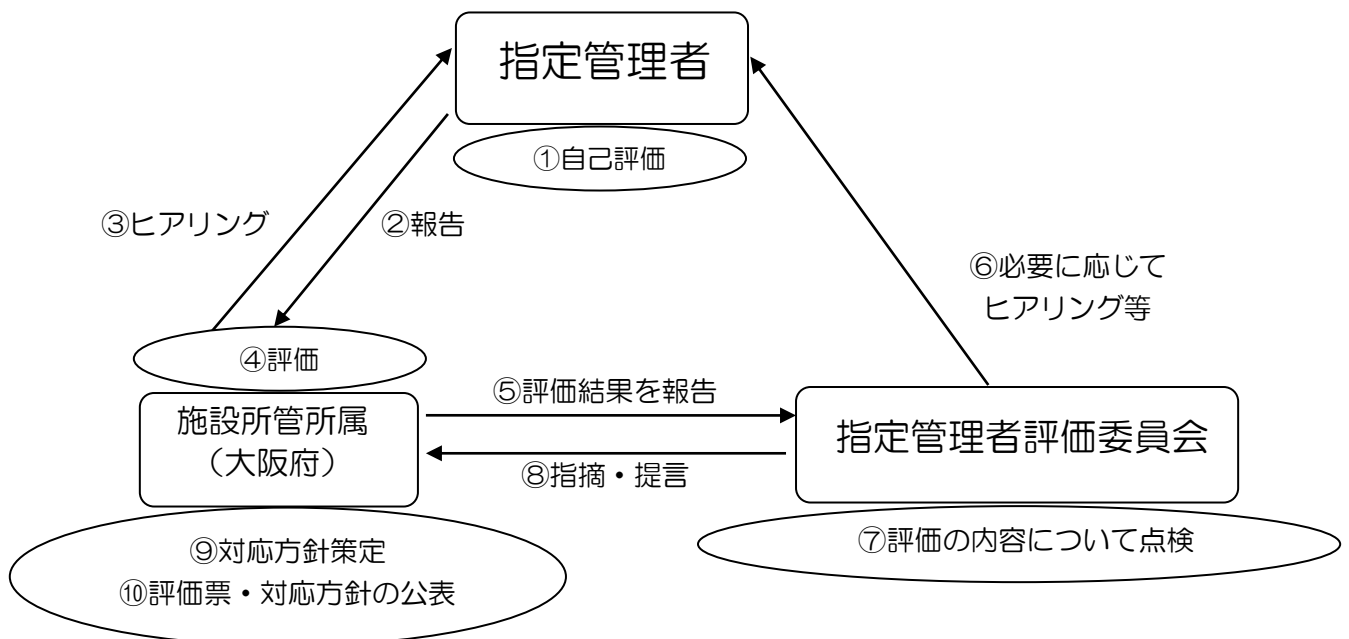 指定管理者
①自己評価
③ヒアリング
②報告
⑥必要に応じて
ヒアリング等
④評価
⑤評価結果を報告
施設所管所属
（大阪府）
指定管理者評価委員会
⑧指摘・提言
⑦評価の内容について点検
⑨対応方針策定
⑩評価票・対応方針の公表